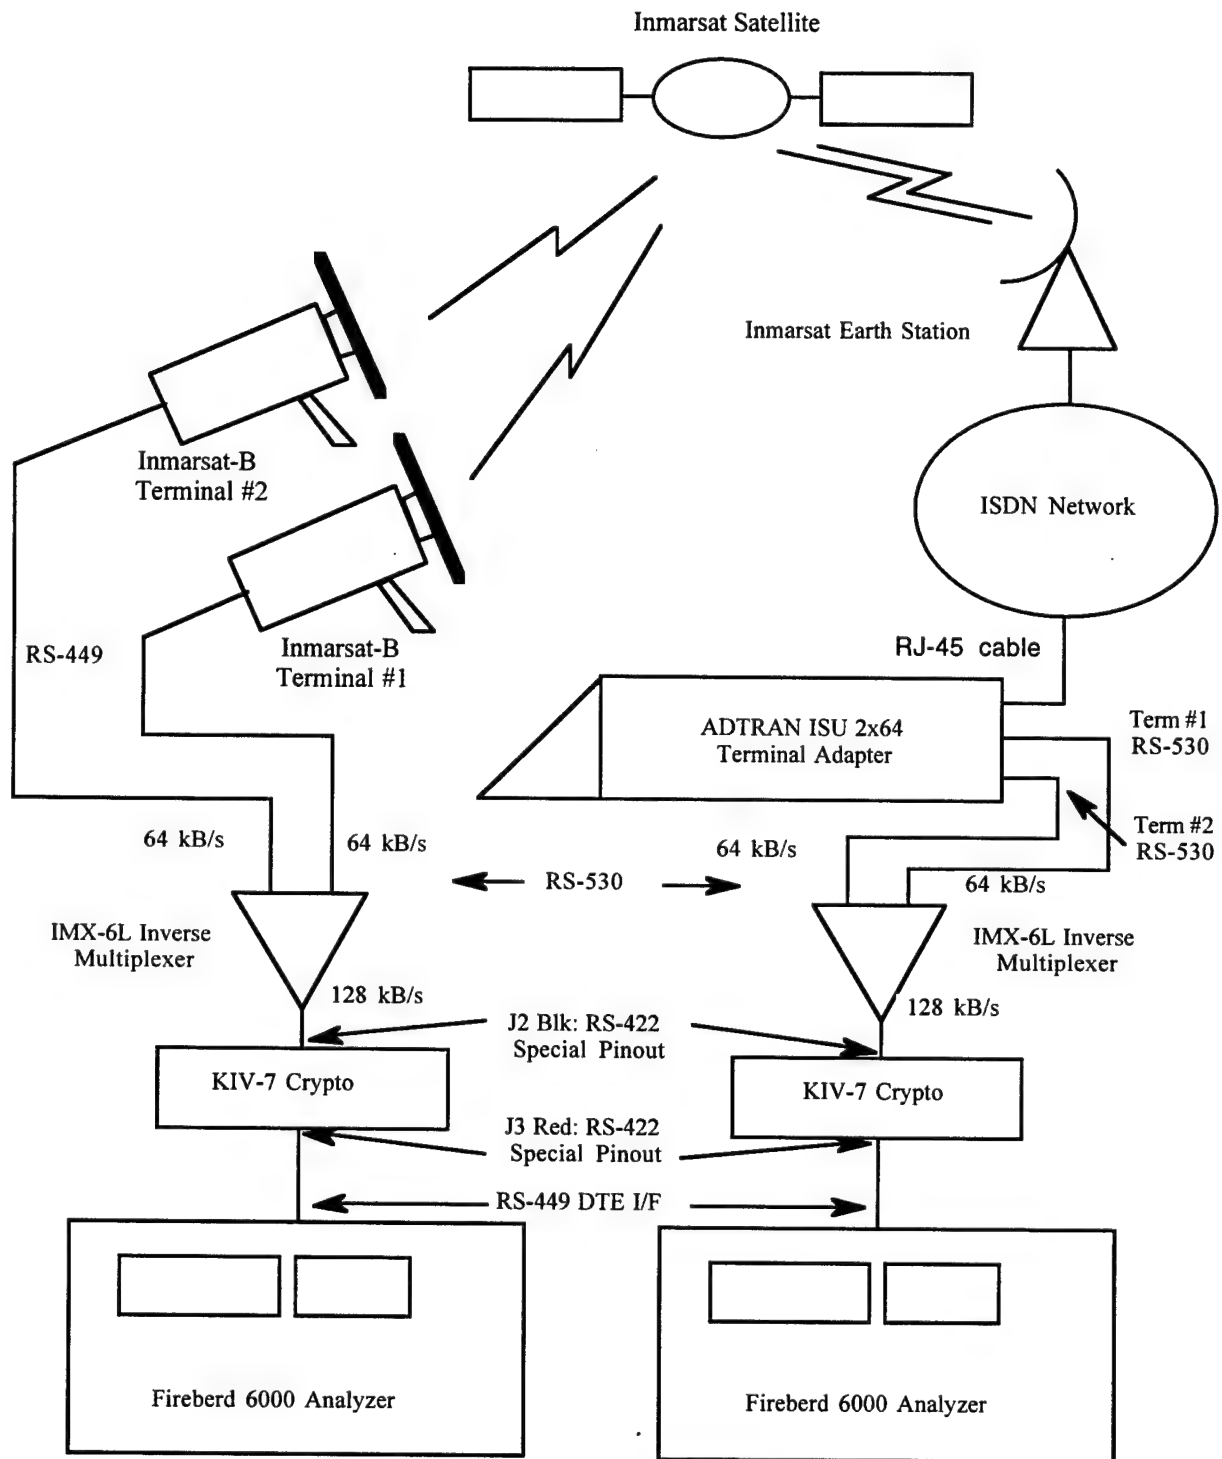 Inmarsat Satellite
Inmarsat Earth Station
ISDN Network
Inmarsat-B
Terminal #2
Inmarsat-B
Terminal #1
RS-449
RJ-45 cable
ADTRAN ISU 2x64
Terminal Adapter
Term #1
RS-530
Term #2
RS-530
64 kB/s
64 kB/s
64 kB/s
64 kB/s
RS-530
IMX-6L Inverse
Multiplexer
IMX-6L Inverse
Multiplexer
128 kB/s
128 kB/s
J2 Blk: RS-422
Special Pinout
KIV-7 Crypto
KIV-7 Crypto
J3 Red: RS-422
Special Pinout
RS-449 DTE I/F
Fireberd 6000 Analyzer
Fireberd 6000 Analyzer